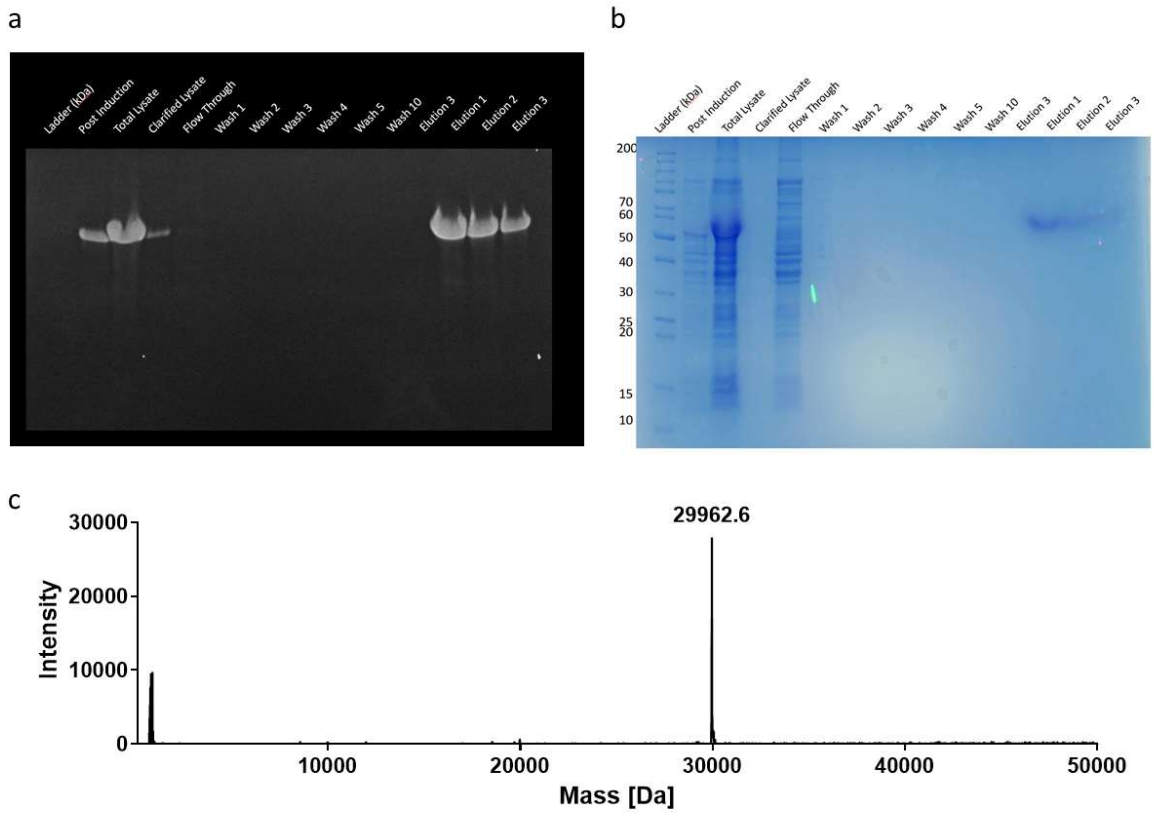 a
Ladder (kDa)
Post Induction
Total Lysate
Clarified Lysate
Flow Through
Wash 1
Wash 2
Wash 3
Wash 4
Wash 5
Wash 10
Elution 3
Elution 1
Elution 2
Elution 3
b
Ladder (kDa)
Post Induction
Total Lysate
Clarified Lysate
Flow Through
Wash 1
Wash 2
Wash 3
Wash 4
Wash 5
Wash 10
Elution 3
Elution 1
Elution 2
Elution 3
200
70
60
50
40
30
25
20
15
10
c
29962.6
30000
20000
10000
0
Intensity
10000 20000 30000 40000 50000
Mass [Da]